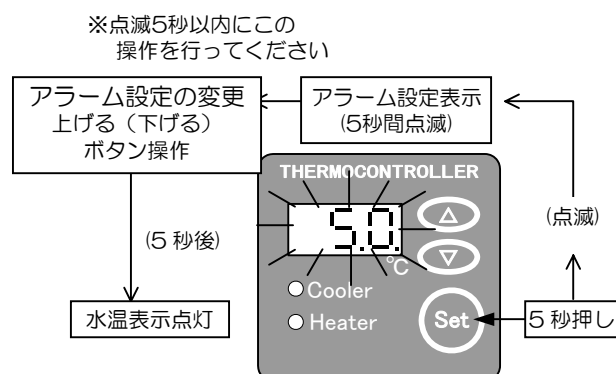 ※点滅5秒以内にこの
操作を行ってください
アラーム設定の変更
上げる（下げる）
ボタン操作
アラーム設定表示
(5秒間点滅)
THERMOCONTROLLER
5.0.
℃
(点滅)
(5 秒後)
Cooler
Heater
Set
水温表示点灯
5 秒押し